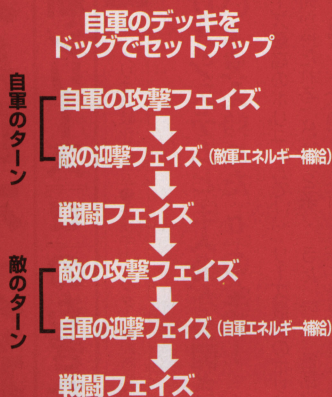 自軍のデッキを
ドッグでセットアップ
自軍のターン
自軍の攻撃フェイズ
敵の迎撃フェイズ（敵軍エネルギー補給）
戦闘フェイズ
敵のターン
敵の攻撃フェイズ
自軍の迎撃フェイズ（自軍エネルギー補給）
戦闘フェイズ